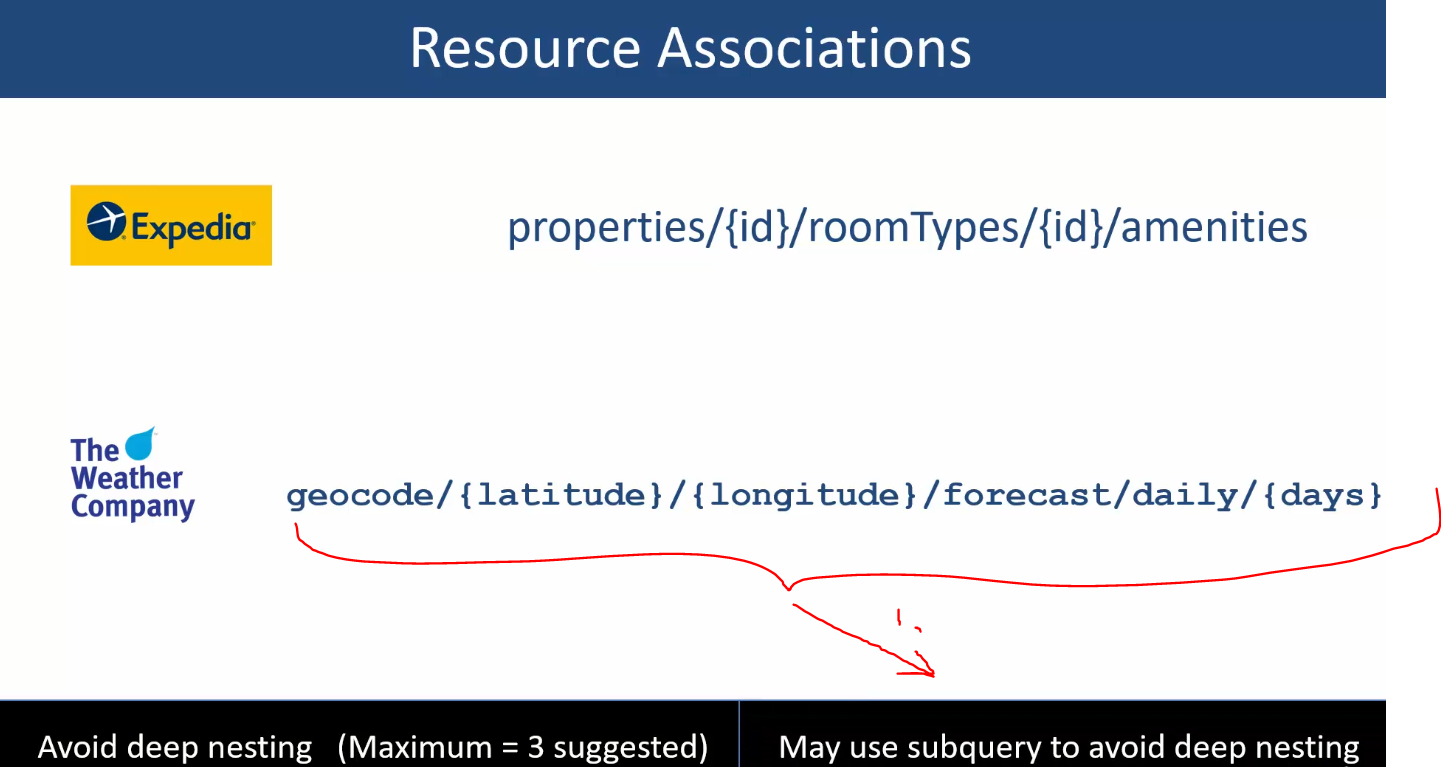 Resource Associations
Expedia®
properties/{id}/roomTypes/{id}/amenities
The
Weather
Company
geocode/{latitude}/{longitude}/forecast/daily/{days}
Avoid deep nesting (Maximum = 3 suggested)
May use subquery to avoid deep nesting